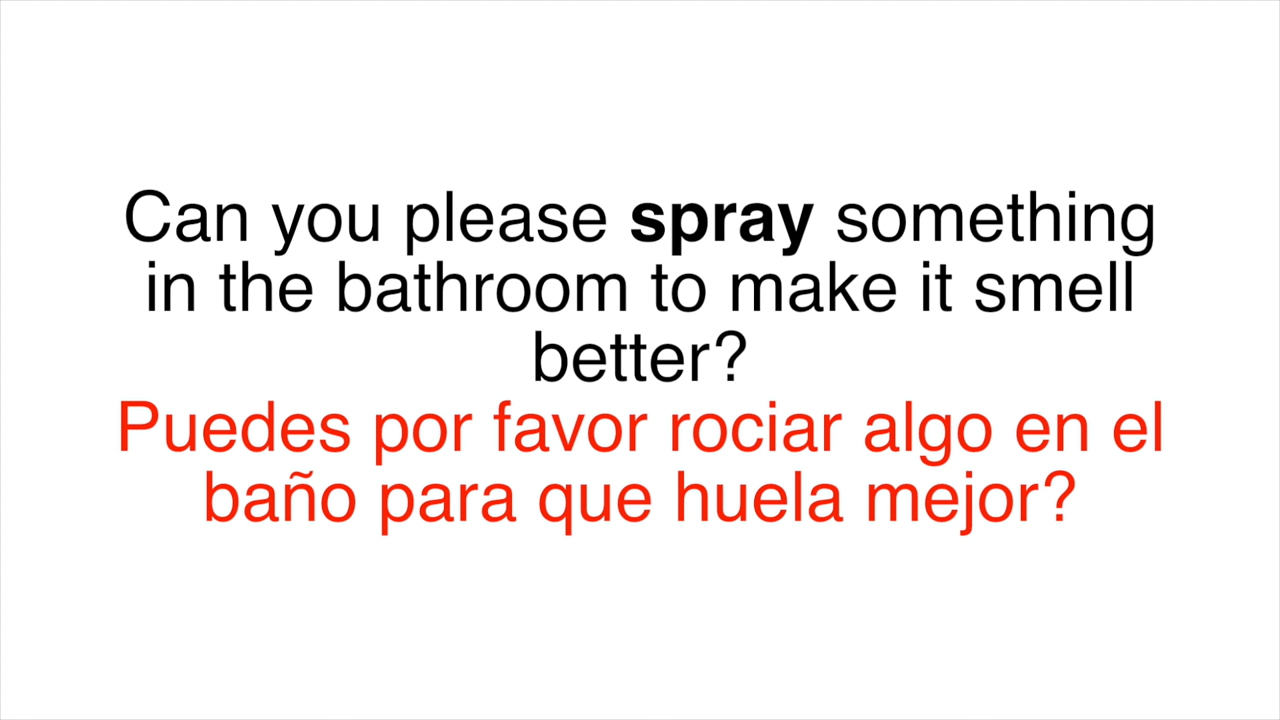 Can you please spray something
in the bathroom to make it smell
better?
Puedes por favor rociar algo en el
baño para que huela mejor?